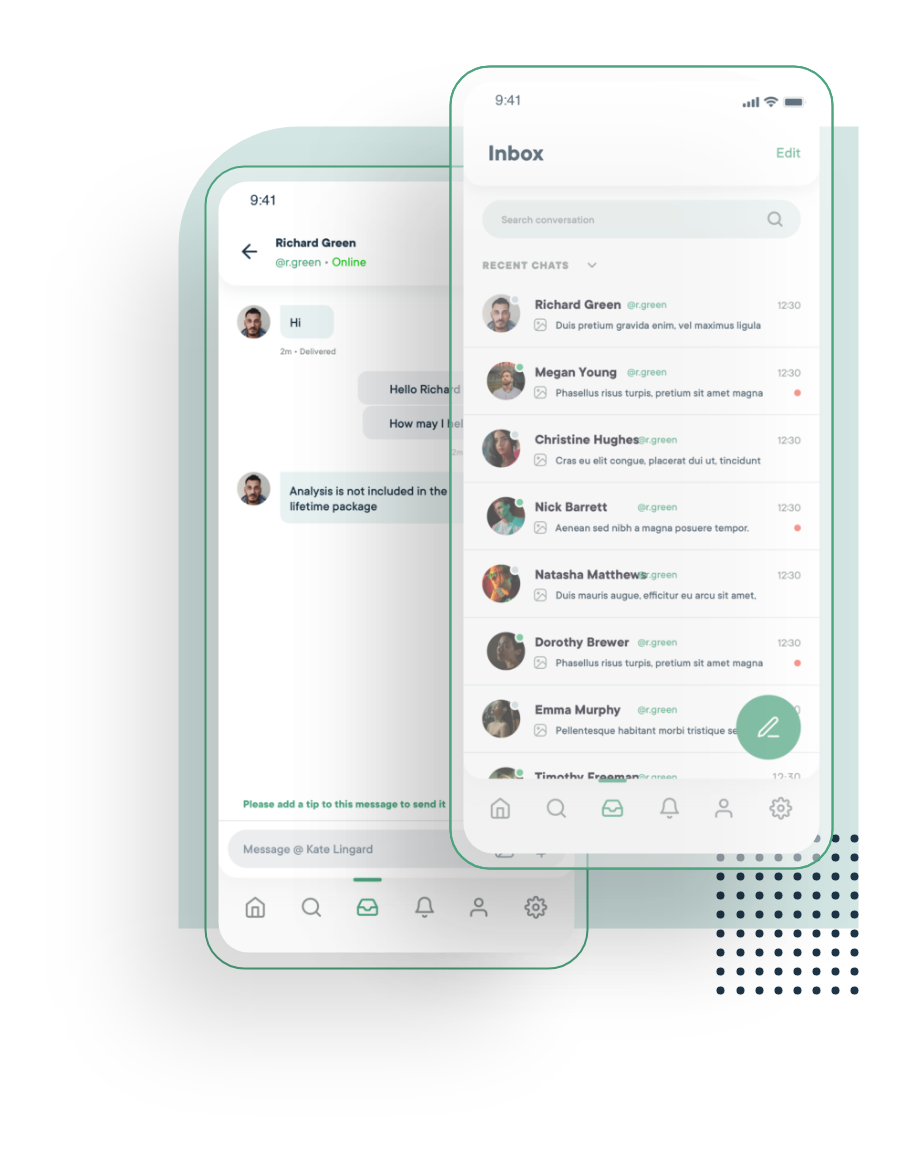 9:41
Richard Green
@r.green • Online
Hi
2m • Delivered
Hello Richard
How may I hel
2m
Analysis is not included in the
lifetime package
Please add a tip to this message to send it
Message @ Kate Lingard
9:41
Inbox
Edit
Search conversation
RECENT CHATS
Richard Green @r.green 12:30
Duis pretium gravida enim, vel maximus ligula
Megan Young @r.green 12:30
Phasellus risus turpis, pretium sit amet magna
Christine Hughes@r.green 12:30
Cras eu elit congue, placerat dui ut, tincidunt
Nick Barrett @r.green 12:30
Aenean sed nibh a magna posuere tempor.
Natasha Matthews r.green 12:30
Duis mauris augue, efficitur eu arcu sit amet,
Dorothy Brewer @r.green 12:30
Phasellus risus turpis, pretium sit amet magna
Emma Murphy @r.green 0
Pellentesque habitant morbi tristique se
Timothy Freeman@r.green 12:30